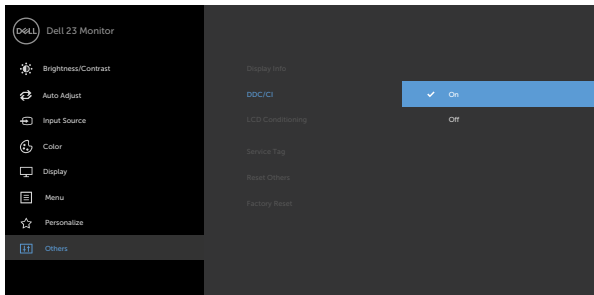 DELL Dell 23 Monitor
Brightness/Contrast
Auto Adjust
Input Source
Color
Display
Menu
Personalize
Others
Display Info
DDC/CI
LCD Conditioning
Service Tag
Reset Others
Factory Reset
On
Off